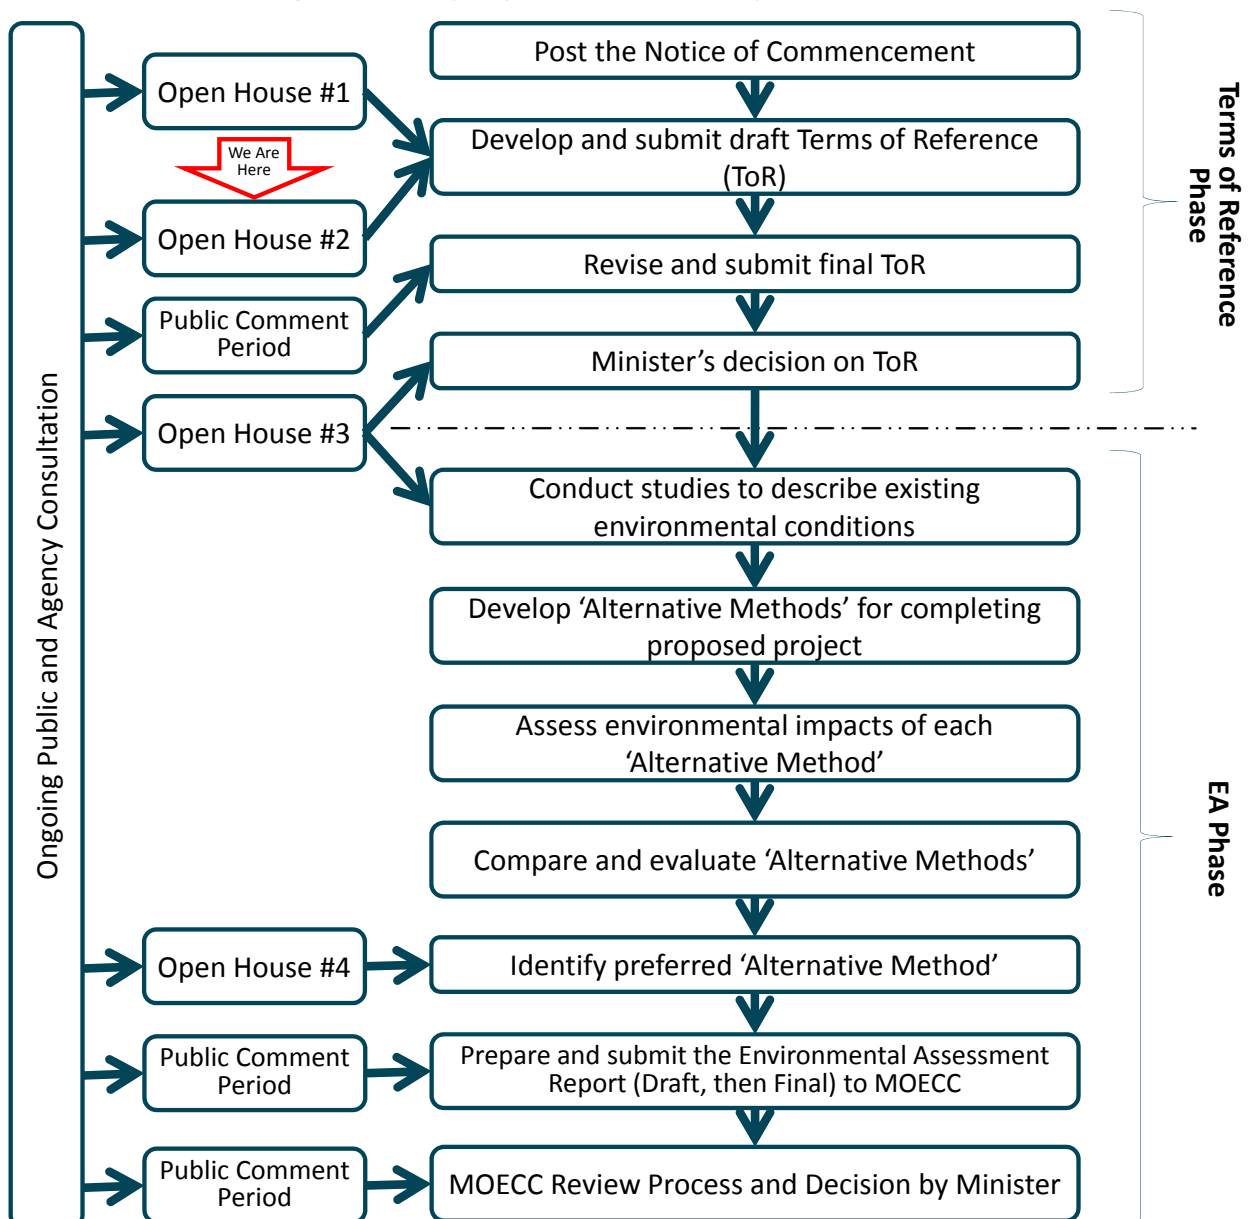 Post the Notice of Commencement
Open House #1
Develop and submit draft Terms of Reference
(ToR)
We Are
Here
Open House #2
Revise and submit final ToR
Public Comment
Period
Minister’s decision on ToR
Open House #3
Terms of Reference
Phase
Ongoing Public and Agency Consultation
Conduct studies to describe existing
environmental conditions
Develop ‘Alternative Methods’ for completing
proposed project
Assess environmental impacts of each
‘Alternative Method’
Compare and evaluate ‘Alternative Methods’
EA Phase
Open House #4
Identify preferred ‘Alternative Method’
Public Comment
Period
Prepare and submit the Environmental Assessment
Report (Draft, then Final) to MOECC
Public Comment
Period
MOECC Review Process and Decision by Minister